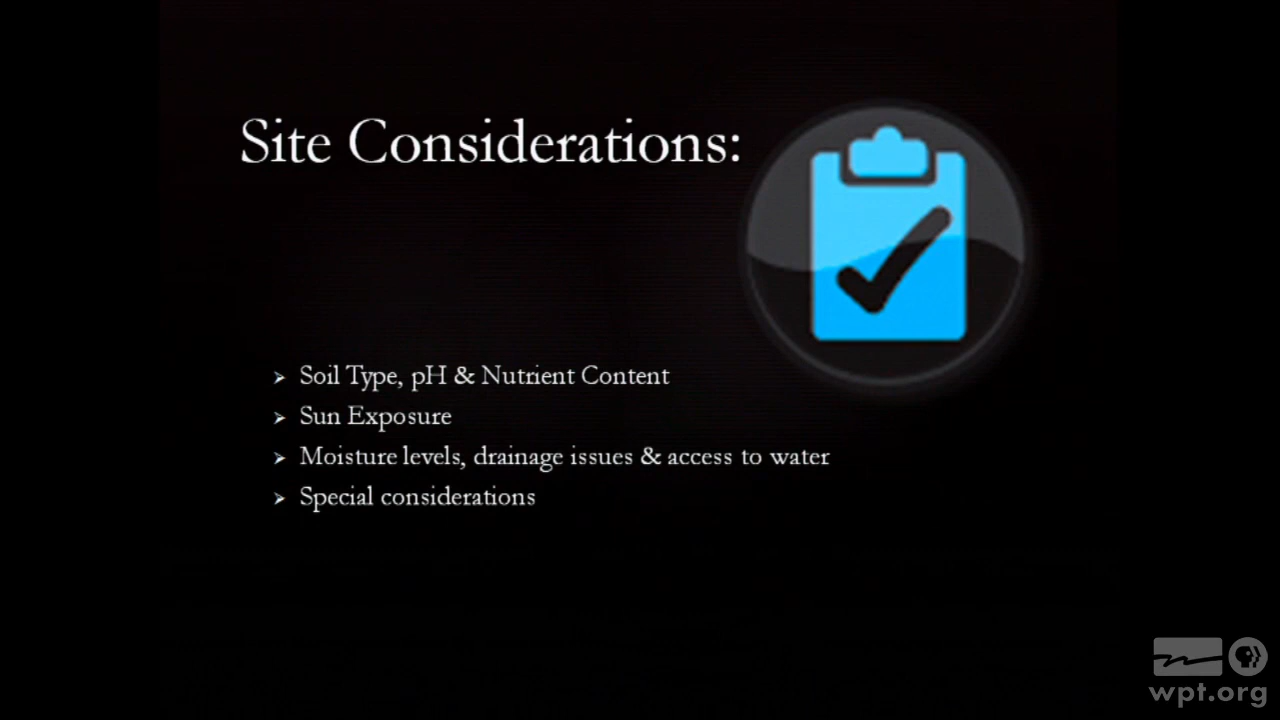 Site Considerations:
➢ Soil Type, pH & Nutrient Content
➢ Sun Exposure
➢ Moisture levels, drainage issues & access to water
➢ Special considerations
wpt.org